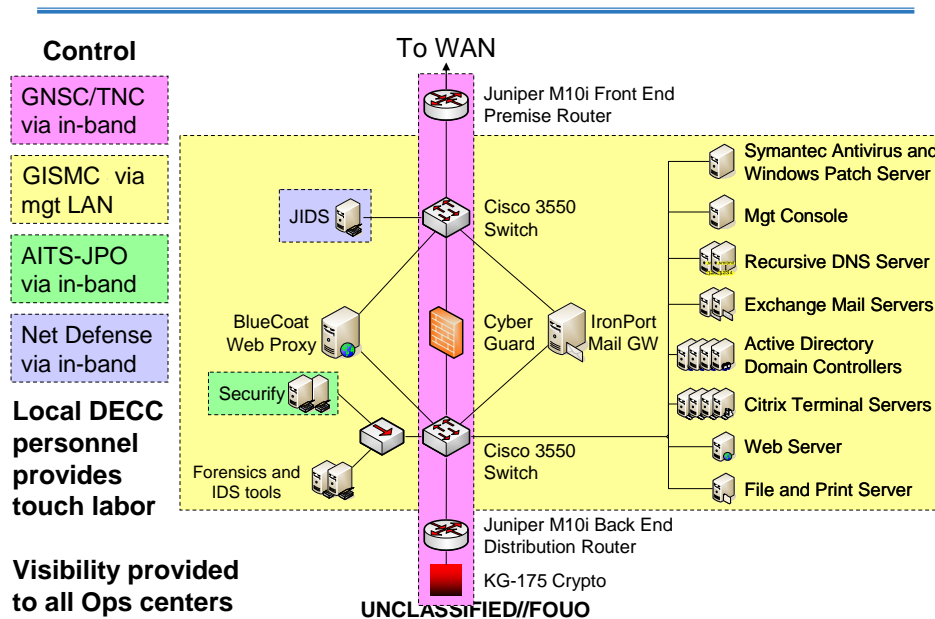 Control
GNSC/TNC
via in-band
GISMC via
mgt LAN
AITS-JPO
via in-band
Net Defense
via in-band
Local DECC
personnel
provides
touch labor
Visibility provided
to all Ops centers
To WAN
Juniper M10i Front End
Premise Router
JIDS
Cisco 3550
Switch
BlueCoat
Web Proxy
Cyber
Guard
IronPort
Mail GW
Securify
Forensics and
IDS tools
Cisco 3550
Switch
Juniper M10i Back End
Distribution Router
KG-175 Crypto
Symantec Antivirus and
Windows Patch Server
Mgt Console
Recursive DNS Server
Exchange Mail Servers
Active Directory
Domain Controllers
Citrix Terminal Servers
Web Server
File and Print Server
UNCLASSIFIED//FOUO